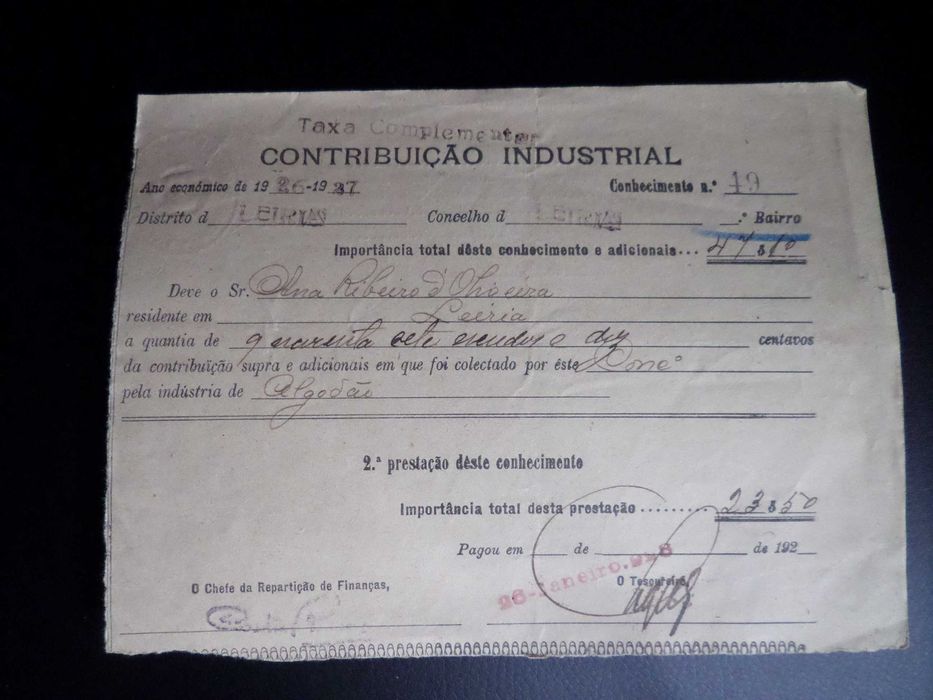 Taxa Complementar
CONTRIBUIÇÃO INDUSTRIAL
Ano económico de 1926-1927 Conhecimento n.º 19
Distrito d LEIRIA Concelho d LEIRIA .º Bairro
Importância total dêste conhecimento e adicionais... 47$10
Deve o Sr. Ana Ribeiro d'Oliveira
residente em Leiria
a quantia de quarenta sete escudos e dez centavos
da contribuição supra e adicionais em que foi colectado por êste Conc.º
pela indústria de Algodão
2.ª prestação dêste conhecimento
Importância total desta prestação ......... 23$50
Pagou em de de 192
26-Janeiro.928
O Chefe da Repartição de Finanças, O Tesoureiro,